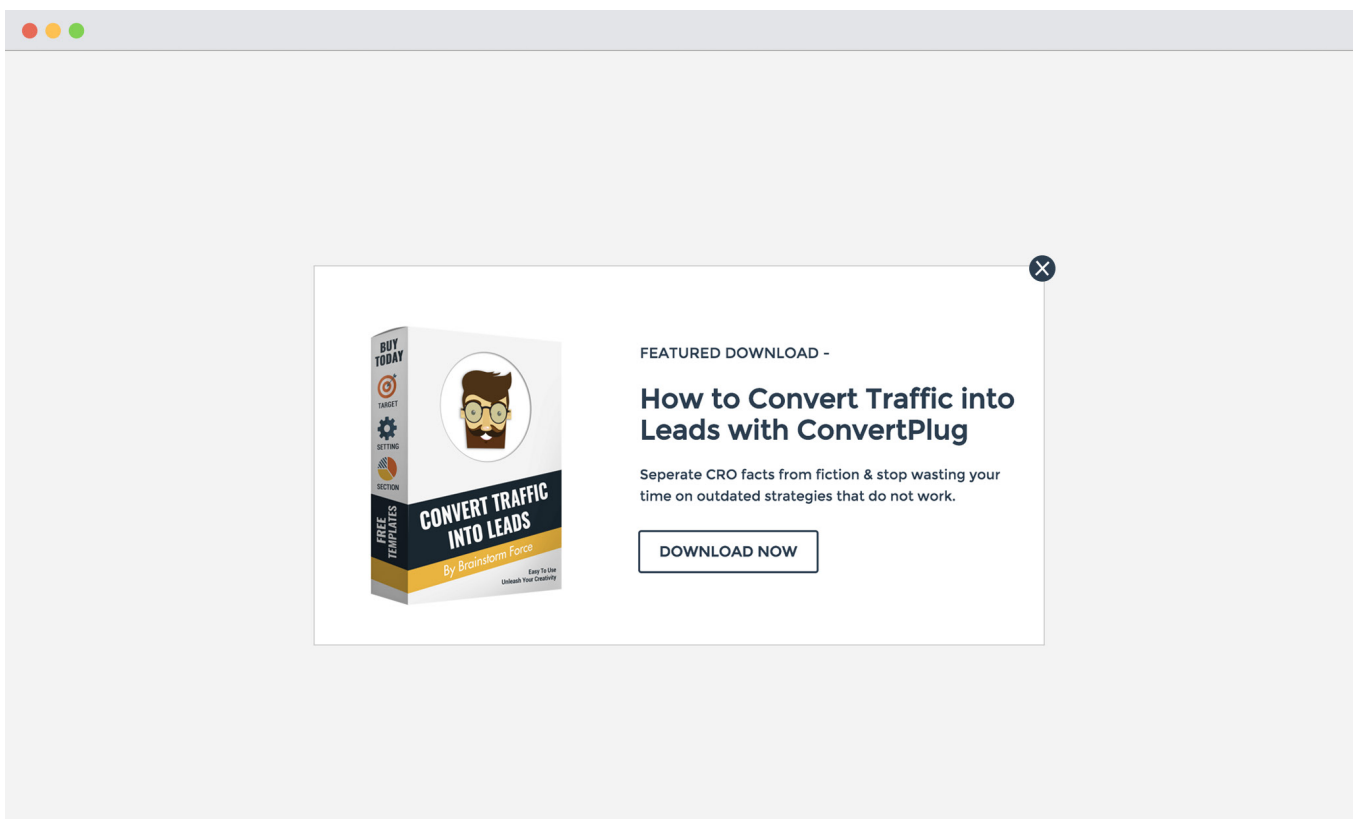 BUY
TODAY
TARGET
SETTING
SECTION
FREE
TEMPLATES
CONVERT TRAFFIC
INTO LEADS
By Brainstorm Force
Easy To Use
Unleash Your Creativity
FEATURED DOWNLOAD -
How to Convert Traffic into
Leads with ConvertPlug
Seperate CRO facts from fiction & stop wasting your
time on outdated strategies that do not work.
DOWNLOAD NOW